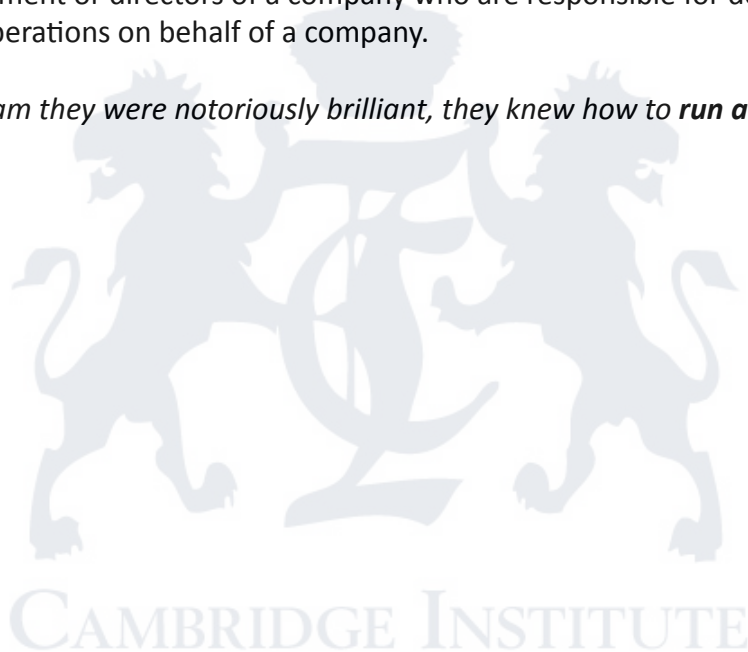 ment or directors of a company who are responsible for
perations on behalf of a company.
am they were notoriously brilliant, they knew how to run a
CAMBRIDGE INSTITUTE